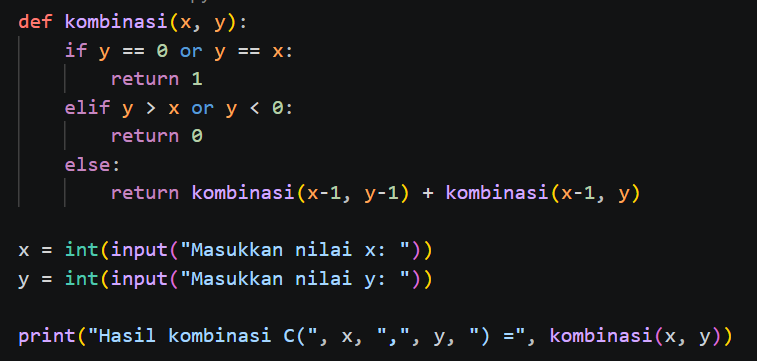 def kombinasi(x, y):
    if y == 0 or y == x:
        return 1
    elif y > x or y < 0:
        return 0
    else:
        return kombinasi(x-1, y-1) + kombinasi(x-1, y)

x = int(input("Masukkan nilai x: "))
y = int(input("Masukkan nilai y: "))

print("Hasil kombinasi C(", x, ",", y, ") =", kombinasi(x, y))